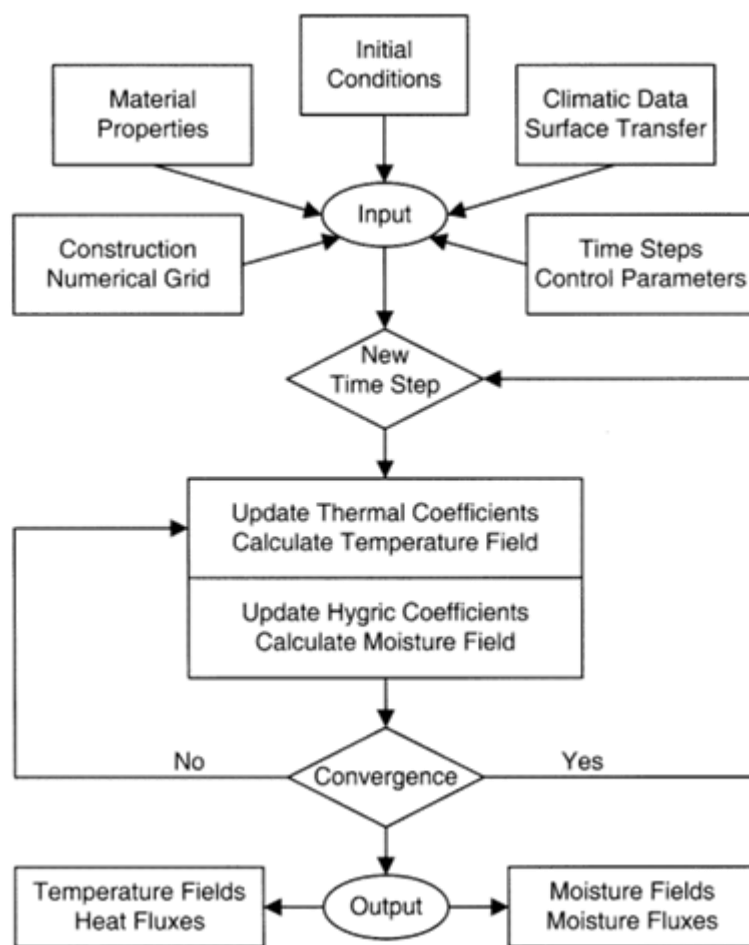 Initial
Conditions
Material
Properties
Climatic Data
Surface Transfer
Input
Construction
Numerical Grid
Time Steps
Control Parameters
New
Time Step
Update Thermal Coefficients
Calculate Temperature Field
Update Hygric Coefficients
Calculate Moisture Field
No
Convergence
Yes
Temperature Fields
Heat Fluxes
Output
Moisture Fields
Moisture Fluxes